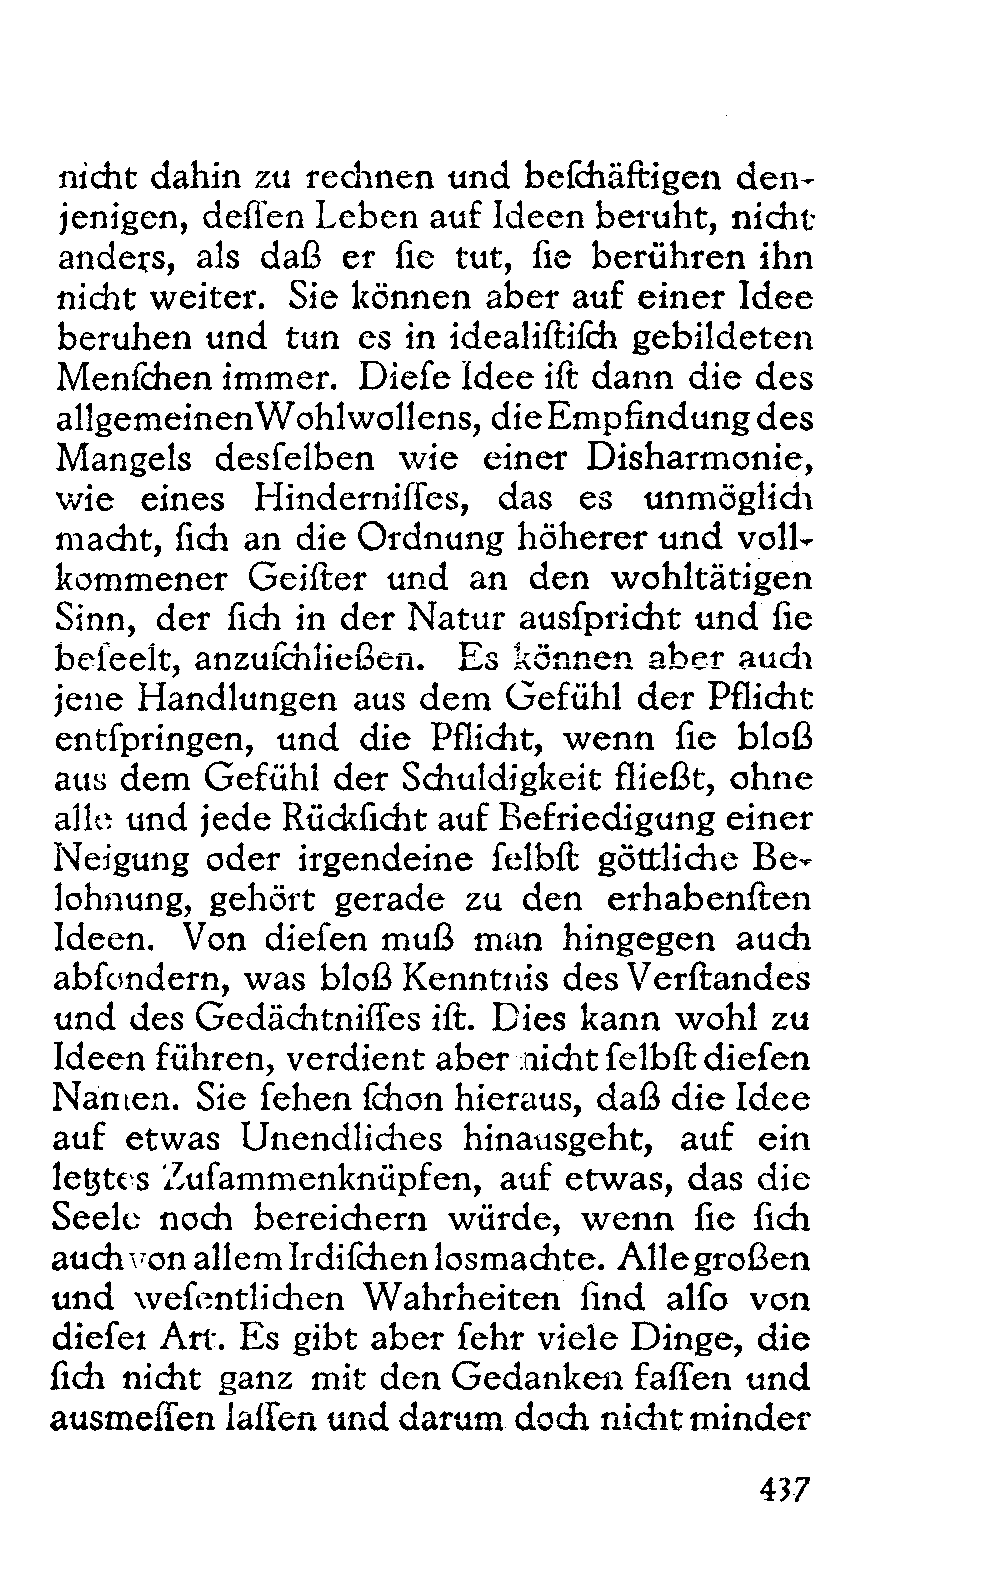 nicht dahin zu rechnen und beſchäftigen den-
jenigen, deſſen Leben auf Ideen beruht, nicht
anders, als daß er ſie tut, ſie berühren ihn
nicht weiter. Sie können aber auf einer Idee
beruhen und tun es in idealiſtiſch gebildeten
Menſchen immer. Dieſe Idee iſt dann die des
allgemeinen Wohlwollens, die Empfindung des
Mangels desſelben wie einer Disharmonie,
wie eines Hinderniſſes, das es unmöglich
macht, ſich an die Ordnung höherer und voll-
kommener Geiſter und an den wohltätigen
Sinn, der ſich in der Natur ausſpricht und ſie
beſeelt, anzuſchließen. Es können aber auch
jene Handlungen aus dem Gefühl der Pflicht
entſpringen, und die Pflicht, wenn ſie bloß
aus dem Gefühl der Schuldigkeit fließt, ohne
alle und jede Rückſicht auf Befriedigung einer
Neigung oder irgendeine ſelbſt göttliche Be-
lohnung, gehört gerade zu den erhabenſten
Ideen. Von dieſen muß man hingegen auch
abſondern, was bloß Kenntnis des Verſtandes
und des Gedächtniſſes iſt. Dies kann wohl zu
Ideen führen, verdient aber nicht ſelbſt dieſen
Namen. Sie ſehen ſchon hieraus, daß die Idee
auf etwas Unendliches hinausgeht, auf ein
letztes Zuſammenknüpfen, auf etwas, das die
Seele noch bereichern würde, wenn ſie ſich
auch von allem Irdiſchen losmachte. Alle großen
und weſentlichen Wahrheiten ſind alſo von
dieſer Art. Es gibt aber ſehr viele Dinge, die
ſich nicht ganz mit den Gedanken faſſen und
ausmeſſen laſſen und darum doch nicht minder
437